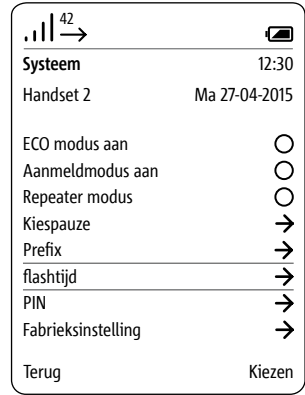 42
Systeem 12:30
Handset 2 Ma 27-04-2015
ECO modus aan
Aanmeldmodus aan
Repeater modus
Kiespauze
Prefix
flashtijd
PIN
Fabrieksinstelling
Terug Kiezen